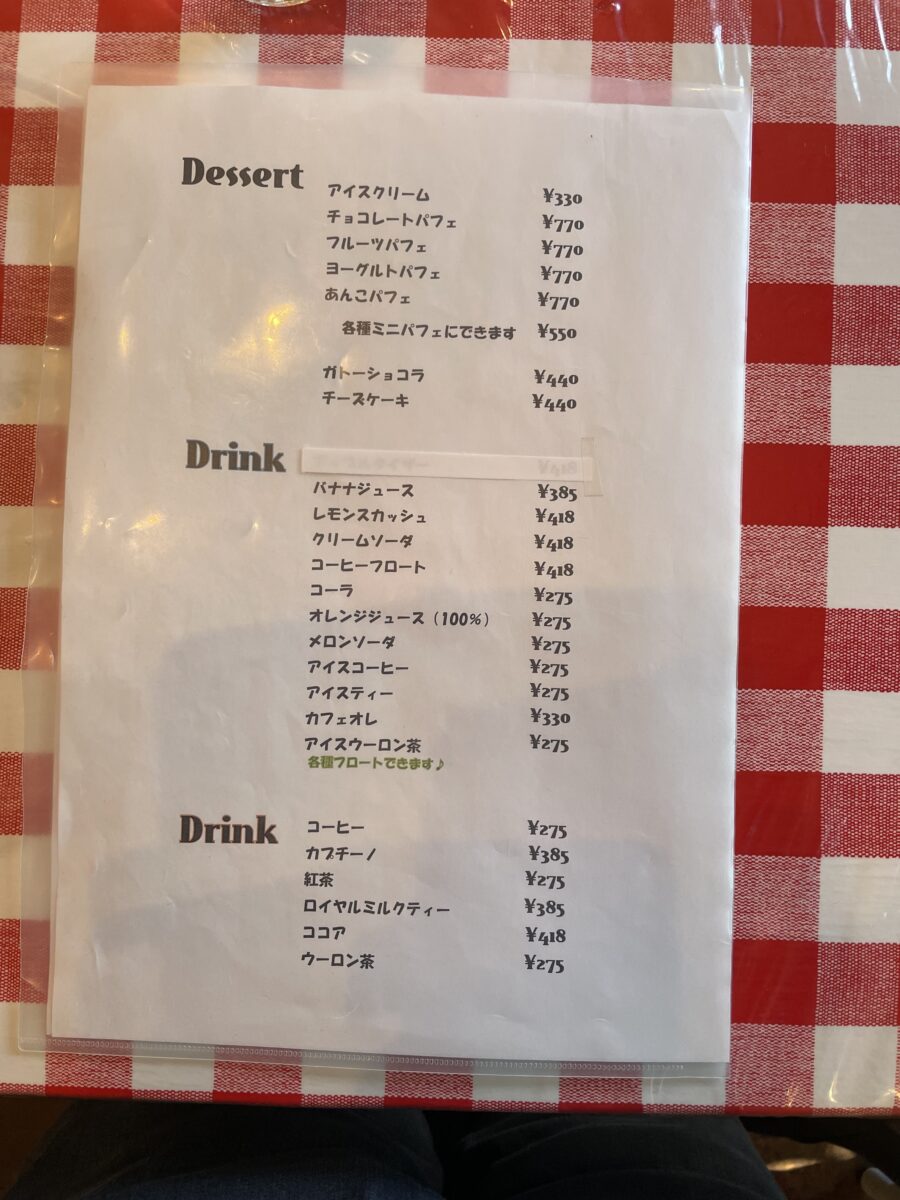 Dessert
アイスクリーム ¥330
チョコレートパフェ ¥770
フルーツパフェ ¥770
ヨーグルトパフェ ¥770
あんこパフェ ¥770
各種ミニパフェにできます ¥550
ガトーショコラ ¥440
チーズケーキ ¥440
Drink
バナナジュース ¥385
レモンスカッシュ ¥418
クリームソーダ ¥418
コーヒーフロート ¥418
コーラ ¥275
オレンジジュース（100％） ¥275
メロンソーダ ¥275
アイスコーヒー ¥275
アイスティー ¥275
カフェオレ ¥330
アイスウーロン茶 ¥275
各種フロートできます♪
Drink
コーヒー ¥275
カプチーノ ¥385
紅茶 ¥275
ロイヤルミルクティー ¥385
ココア ¥418
ウーロン茶 ¥275